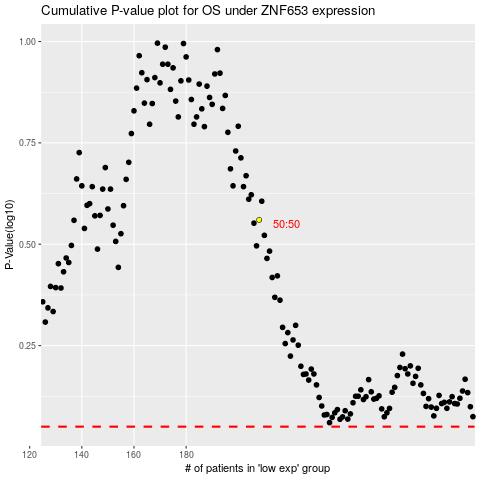 Cumulative P-value plot for OS under ZNF653 expression
P-Value(log10)
1.00
0.75
0.50
0.25
50:50
120 140 160 180
# of patients in 'low exp' group